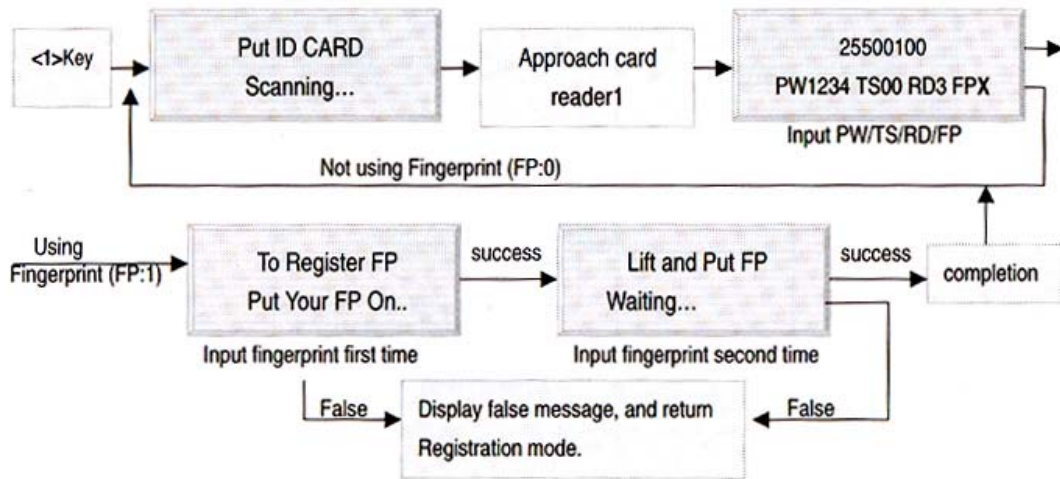 <1>Key
Put ID CARD
Scanning...
Approach card
reader1
25500100
PW1234 TS00 RD3 FPX
Input PW/TS/RD/FP
Not using Fingerprint (FP:0)
Using
Fingerprint (FP:1)
To Register FP
Put Your FP On..
success
Lift and Put FP
Waiting...
success
completion
Input fingerprint first time
Input fingerprint second time
False
Display false message, and return
Registration mode.
False